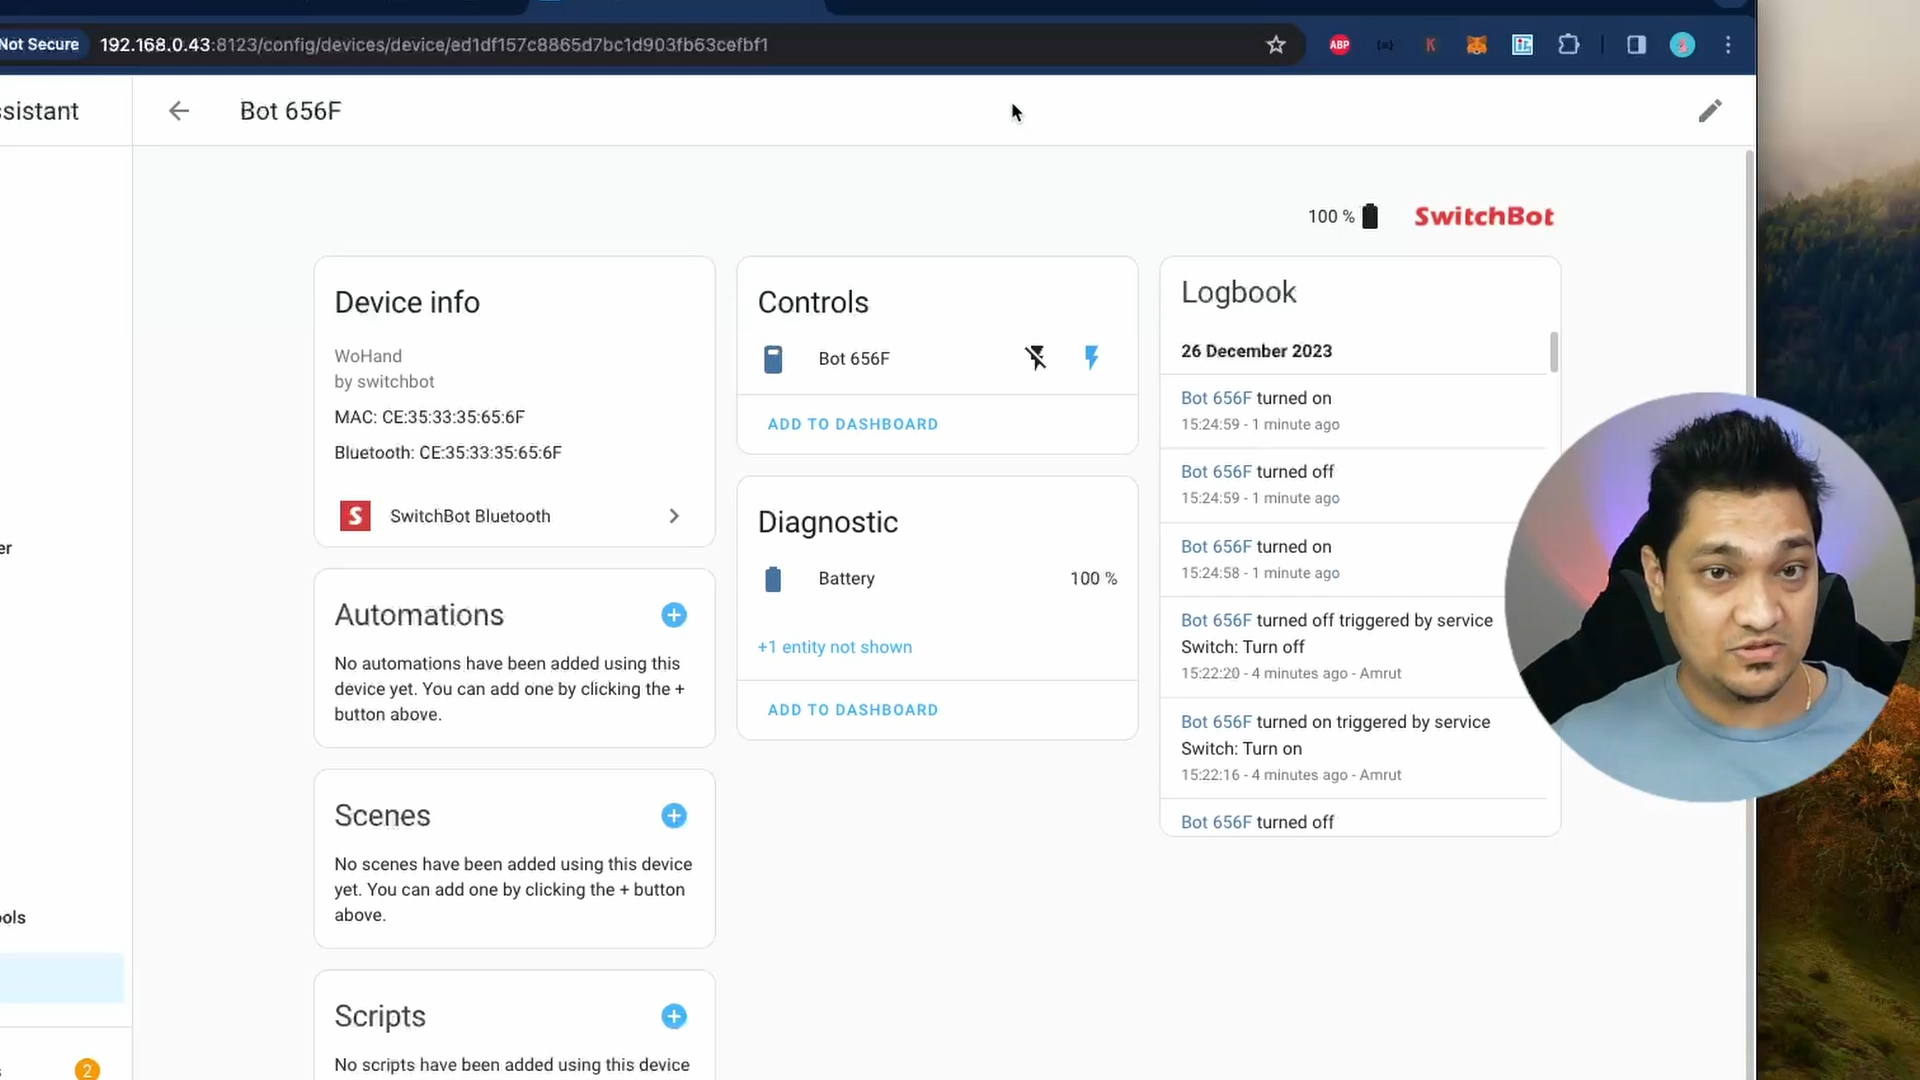 Not Secure
192.168.0.43:8123/config/devices/device/ed1df157c8865d7bc1d903fb63cefbf1
ABP
K
ssistant
Bot 656F
100 %
SwitchBot
Device info
WoHand
by switchbot
MAC: CE:35:33:35:65:6F
Bluetooth: CE:35:33:35:65:6F
S
SwitchBot Bluetooth
Automations
No automations have been added using this
device yet. You can add one by clicking the +
button above.
Scenes
No scenes have been added using this device
yet. You can add one by clicking the + button
above.
Scripts
No scripts have been added using this device
Controls
Bot 656F
ADD TO DASHBOARD
Diagnostic
Battery
100 %
+1 entity not shown
ADD TO DASHBOARD
Logbook
26 December 2023
Bot 656F turned on
15:24:59 - 1 minute ago
Bot 656F turned off
15:24:59 - 1 minute ago
Bot 656F turned on
15:24:58 - 1 minute ago
Bot 656F turned off triggered by service
Switch: Turn off
15:22:20 - 4 minutes ago - Amrut
Bot 656F turned on triggered by service
Switch: Turn on
15:22:16 - 4 minutes ago - Amrut
Bot 656F turned off
er
ools
s
2